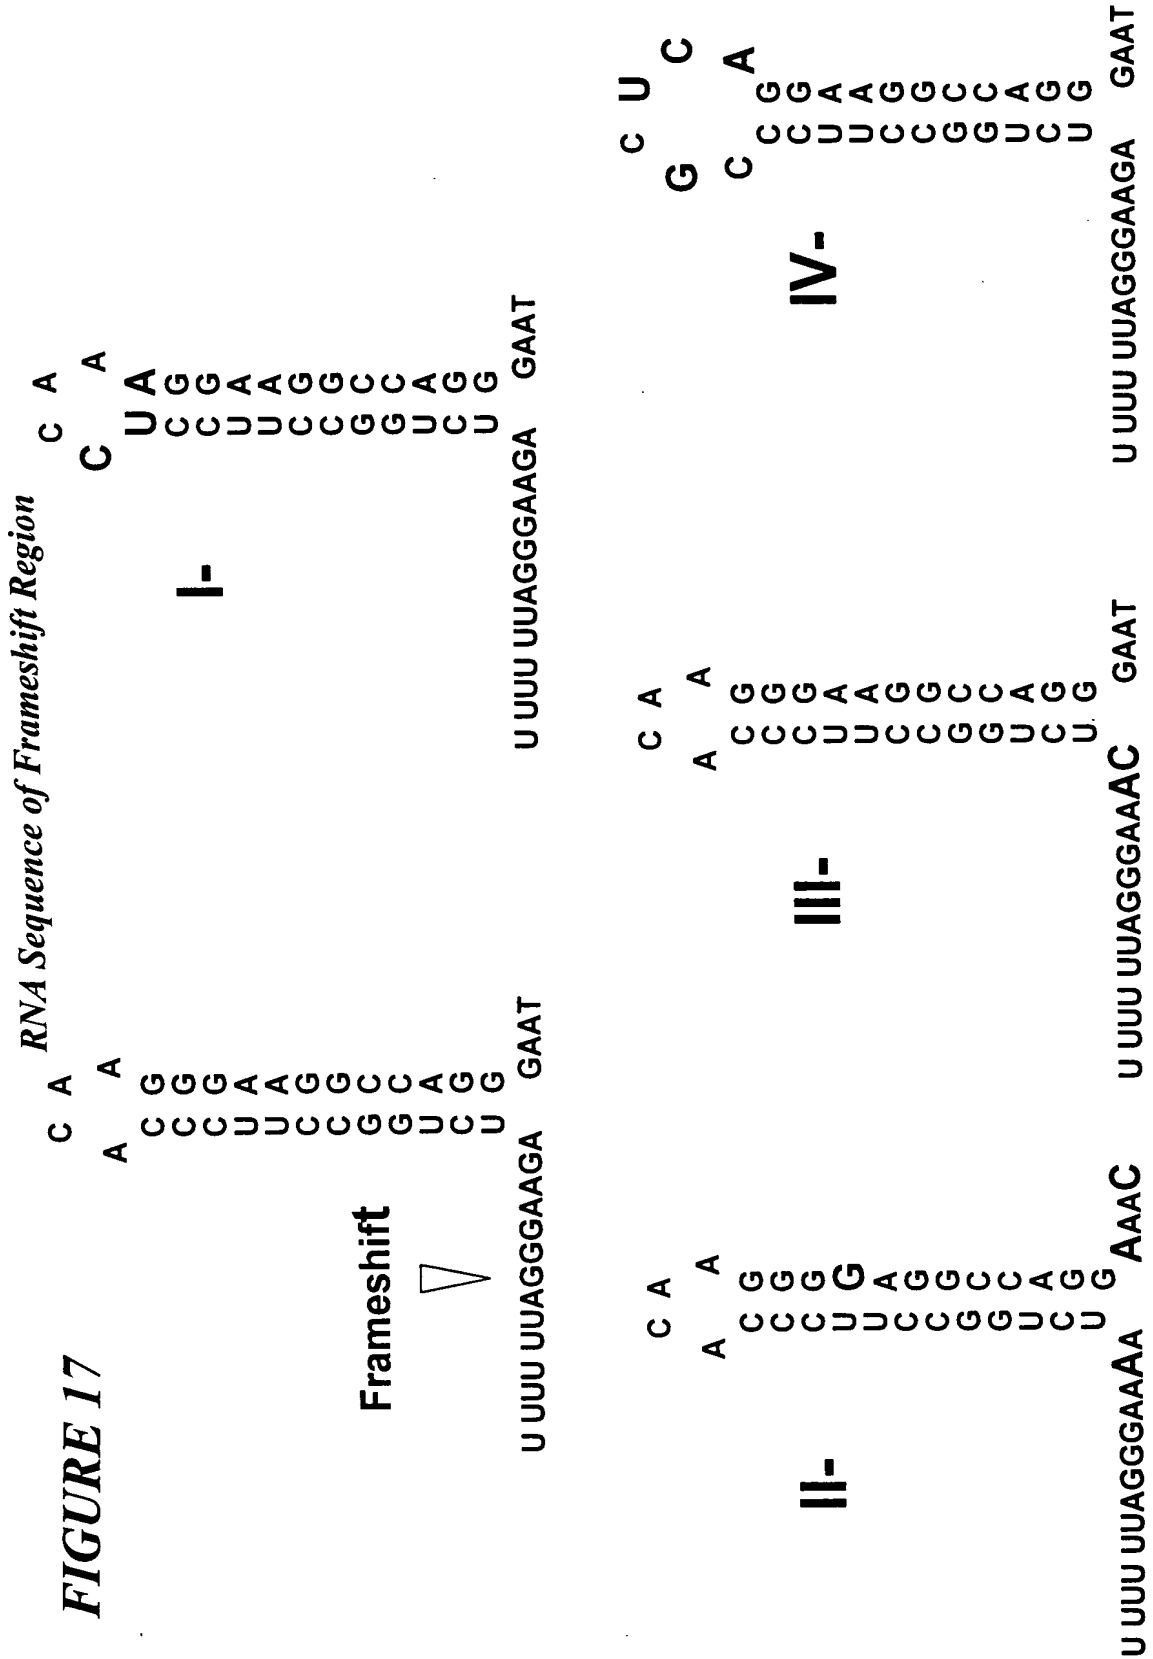 FIGURE 17
RNA Sequence of Frameshift Region
C A
A A
C G
C G
C G
U A
U A
C G
C G
G C
G C
U A
C G
U G
Frameshift
U UUU UUAGGGAAGA GAAT
I-
C A
C A
U A
C G
C G
U A
U A
C G
C G
G C
G C
U A
C G
U G
U UUU UUAGGGAAGA GAAT
II-
C A
A A
C G
C G
C G
U G
U A
C G
C G
G C
G C
U A
C G
U G
U UUU UUAGGGAAAA AAAC
III-
C A
A A
C G
C G
C G
U A
U A
C G
C G
G C
G C
U A
C G
U G
U UUU UUAGGGAAAC GAAT
IV-
C U
G C
C A
C G
C G
U A
U A
C G
C G
G C
G C
U A
C G
U G
U UUU UUAGGGAAGA GAAT